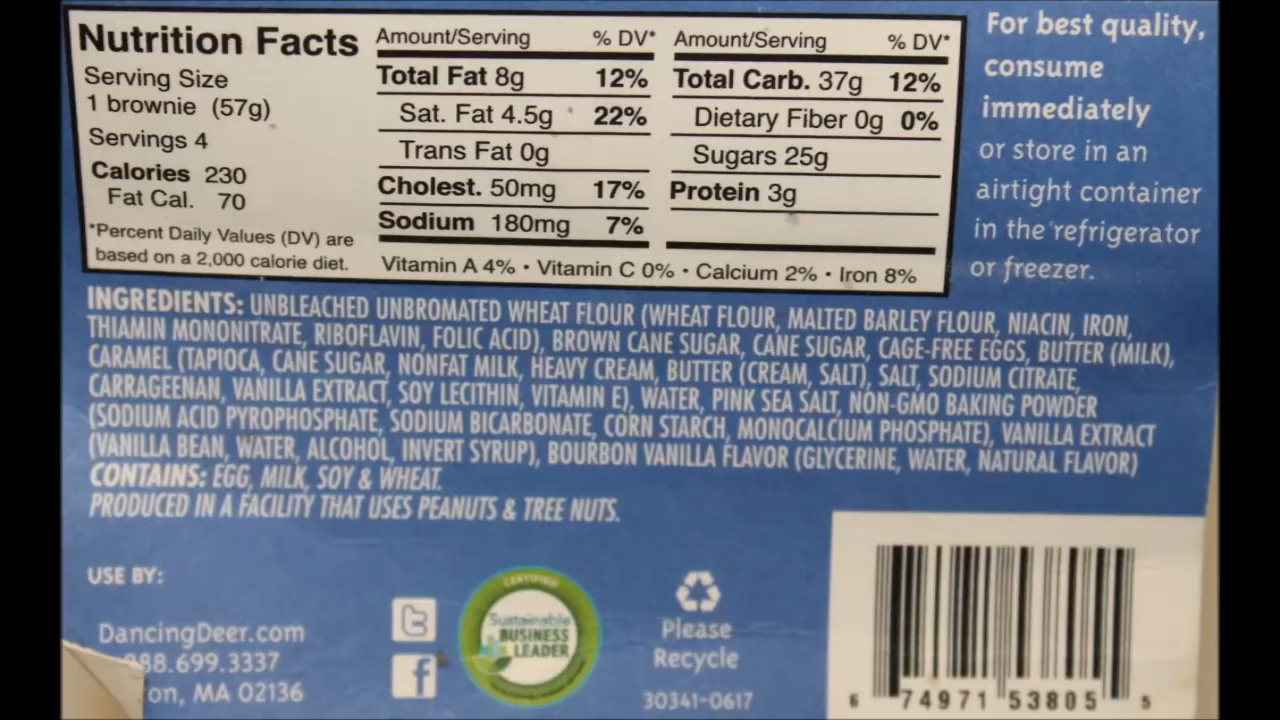 Nutrition Facts
Serving Size
1 brownie (57g)
Servings 4
Calories 230
Fat Cal. 70
*Percent Daily Values (DV) are
based on a 2,000 calorie diet.
Amount/Serving % DV*
Total Fat 8g 12%
Sat. Fat 4.5g 22%
Trans Fat 0g
Cholest. 50mg 17%
Sodium 180mg 7%
Amount/Serving % DV*
Total Carb. 37g 12%
Dietary Fiber 0g 0%
Sugars 25g
Protein 3g
Vitamin A 4% • Vitamin C 0% • Calcium 2% • Iron 8%
For best quality,
consume
immediately
or store in an
airtight container
in the refrigerator
or freezer.
INGREDIENTS: UNBLEACHED UNBROMATED WHEAT FLOUR (WHEAT FLOUR, MALTED BARLEY FLOUR, NIACIN, IRON,
THIAMIN MONONITRATE, RIBOFLAVIN, FOLIC ACID), BROWN CANE SUGAR, CANE SUGAR, CAGE-FREE EGGS, BUTTER (MILK),
CARAMEL (TAPIOCA, CANE SUGAR, NONFAT MILK, HEAVY CREAM, BUTTER (CREAM, SALT), SALT, SODIUM CITRATE,
CARRAGEENAN, VANILLA EXTRACT, SOY LECITHIN, VITAMIN E), WATER, PINK SEA SALT, NON-GMO BAKING POWDER
(SODIUM ACID PYROPHOSPHATE, SODIUM BICARBONATE, CORN STARCH, MONOCALCIUM PHOSPHATE), VANILLA EXTRACT
(VANILLA BEAN, WATER, ALCOHOL, INVERT SYRUP), BOURBON VANILLA FLAVOR (GLYCERINE, WATER, NATURAL FLAVOR)
CONTAINS: EGG, MILK, SOY & WHEAT.
PRODUCED IN A FACILITY THAT USES PEANUTS & TREE NUTS.
USE BY:
DancingDeer.com
88.699.3337
on, MA 02136
t
f
CERTIFIED
Sustainable
BUSINESS
LEADER
Please
Recycle
30341-0617
6 74971 53805 5